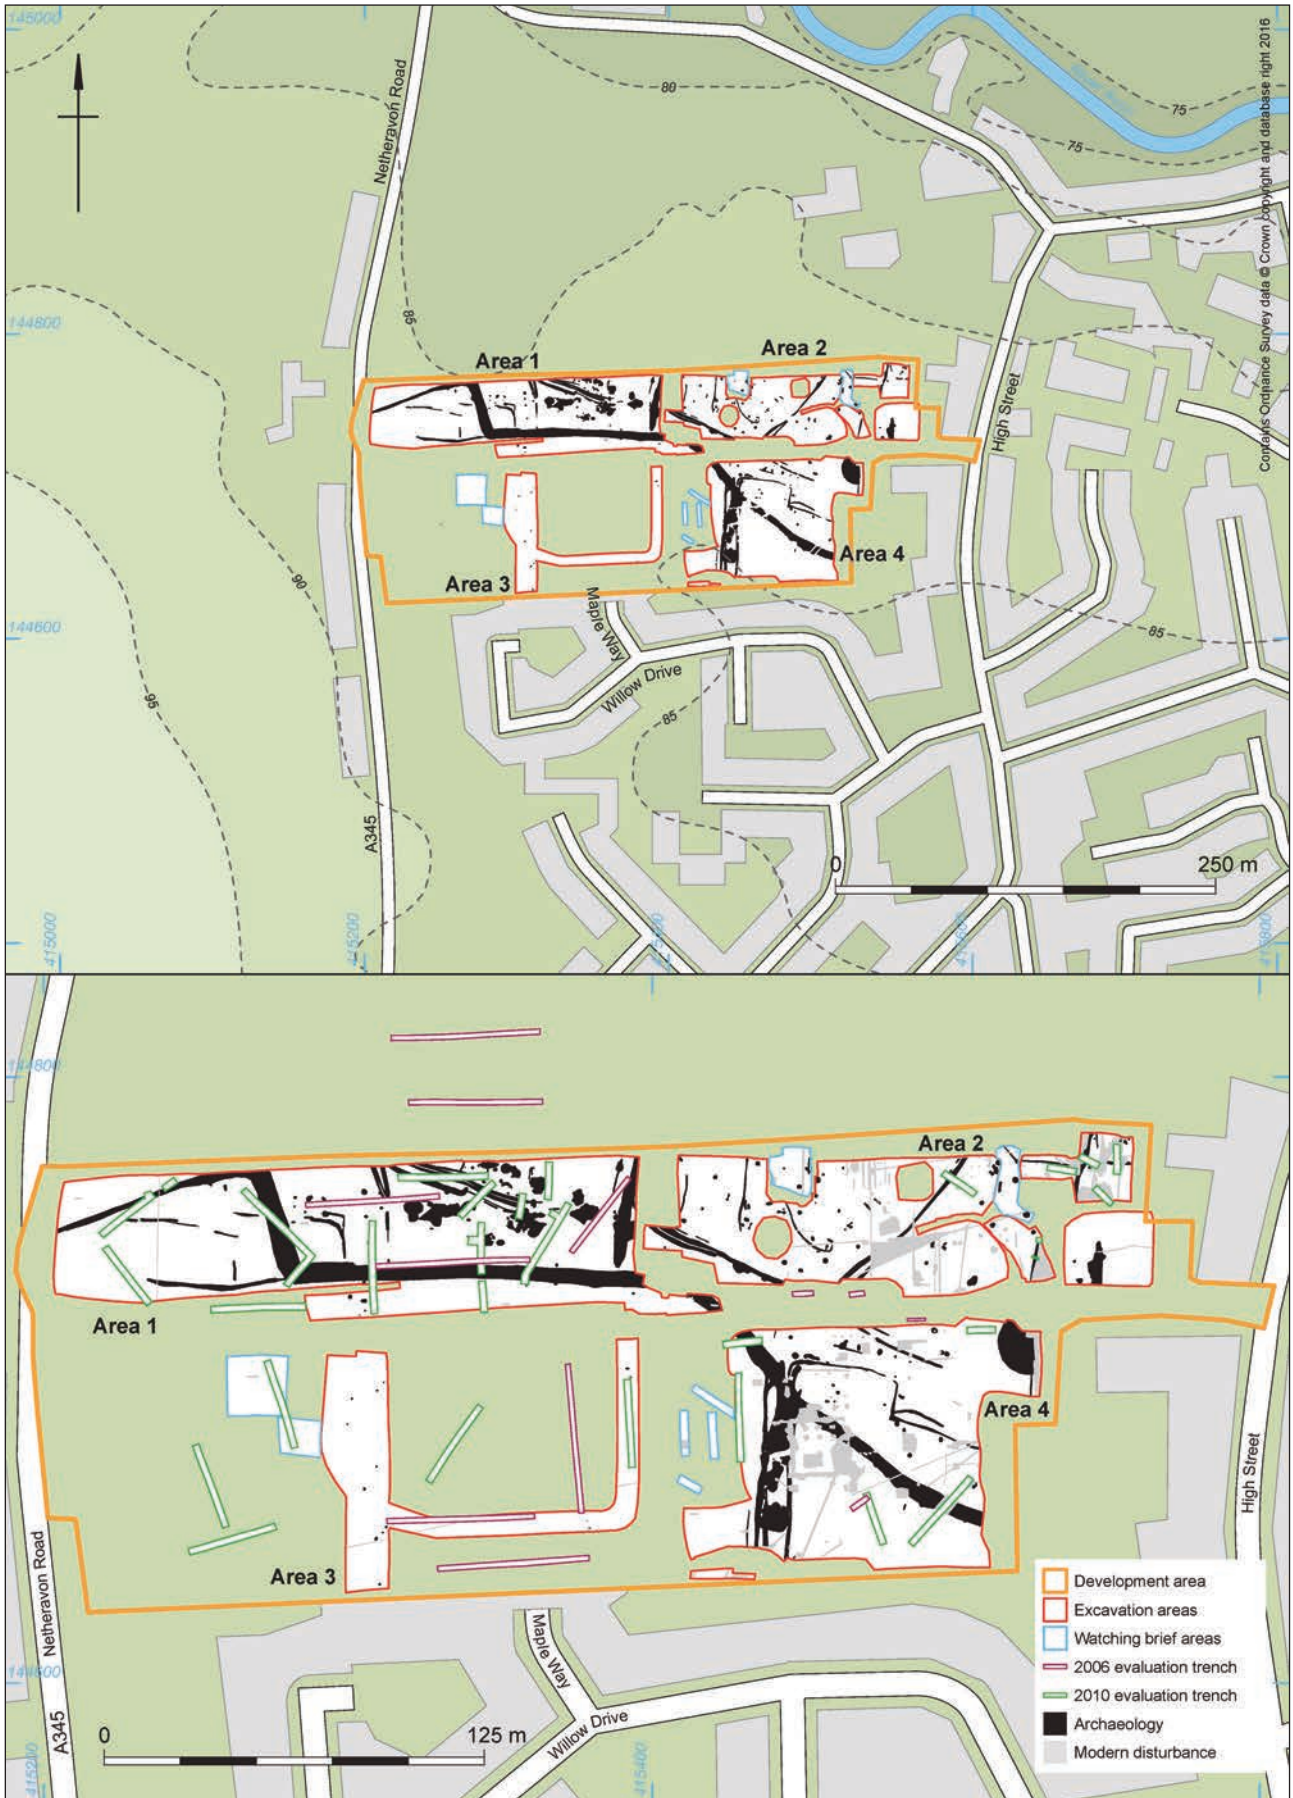 145000
Netheravon Road
80
75
75
Contains Ordnance Survey data © Crown copyright and database right 2016
85
144800
Area 1
Area 2
High Street
90
Area 3
Area 4
144600
Maple Way
85
Willow Drive
95
85
A345
0
250 m
415000
415200
415600
415800
144800
Area 2
Area 1
Area 4
High Street
Area 3
Netheravon Road
Maple Way
144600
Willow Drive
A345
0
125 m
415200
415400
Development area
Excavation areas
Watching brief areas
2006 evaluation trench
2010 evaluation trench
Archaeology
Modern disturbance